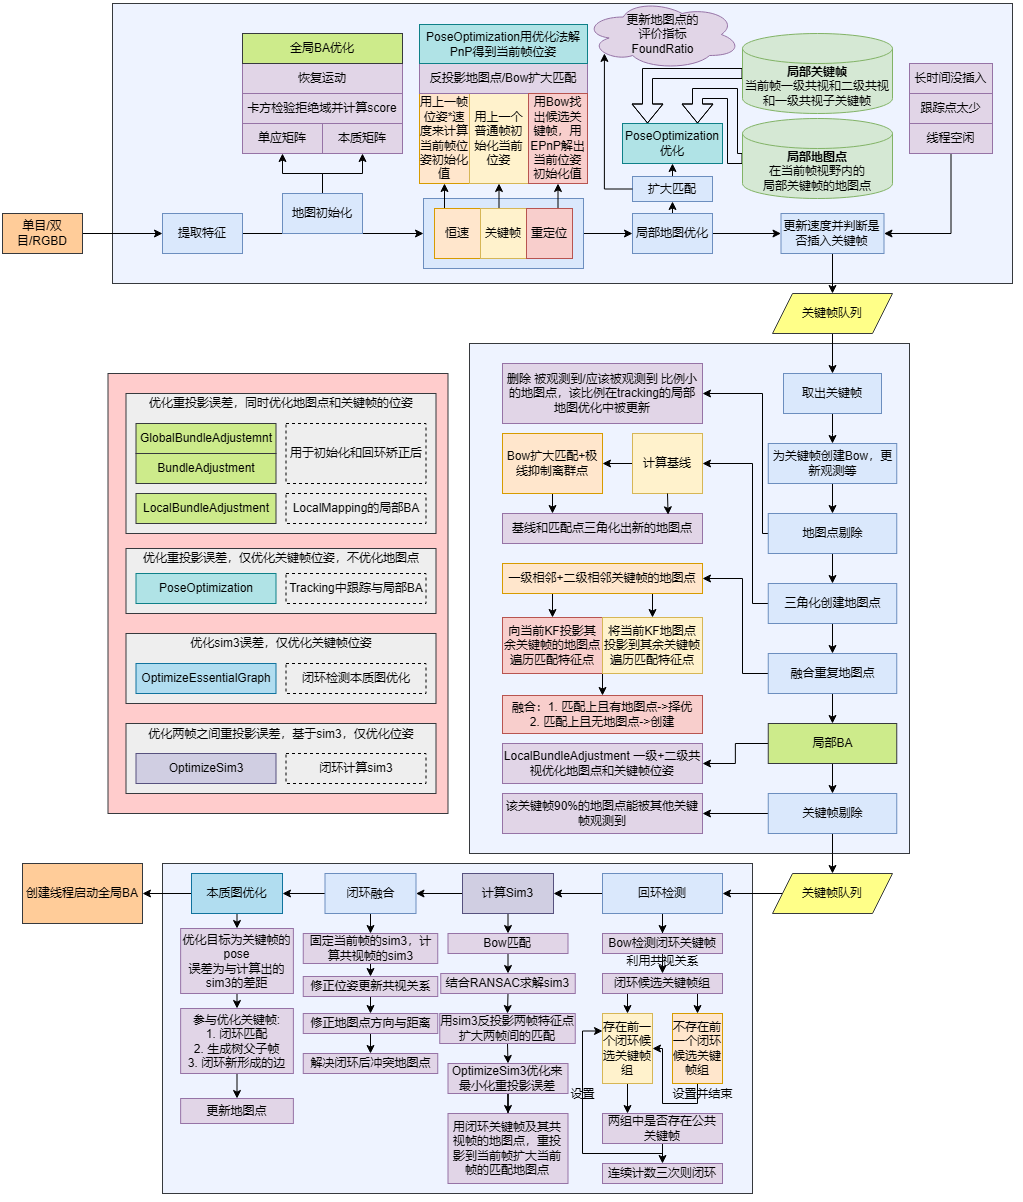 单目/双
目/RGBD
提取特征
全局BA优化
恢复运动
卡方检验拒绝域并计算score
单应矩阵
本质矩阵
地图初始化
PoseOptimization用优化法解
PnP得到当前帧位姿
反投影地图点/Bow扩大匹配
用上一帧
位姿*速
度来计算
当前帧位
姿初始化
值
用上一个
普通帧初
始化当前
位姿
用Bow找
出候选关
键帧，用
EPnP解出
当前位姿
初始化值
恒速
关键帧
重定位
更新地图点的
评价指标
FoundRatio
PoseOptimization
优化
扩大匹配
局部地图优化
局部关键帧
当前帧一级共视和二级共视
和一级共视子关键帧
局部地图点
在当前帧视野内的
局部关键帧的地图点
长时间没插入
跟踪点太少
线程空闲
更新速度并判断是
否插入关键帧
关键帧队列
取出关键帧
为关键帧创建Bow，更
新观测等
地图点剔除
三角化创建地图点
融合重复地图点
局部BA
关键帧剔除
删除 被观测到/应该被观测到 比例小
的地图点，该比例在tracking的局部
地图优化中被更新
Bow扩大匹配+极
线抑制离群点
计算基线
基线和匹配点三角化出新的地图点
一级相邻+二级相邻关键帧的地图点
向当前KF投影其
余关键帧的地图点
遍历匹配特征点
将当前KF地图点
投影到其余关键帧
遍历匹配特征点
融合：1. 匹配上且有地图点->择优
2. 匹配上且无地图点->创建
LocalBundleAdjustment 一级+二级共
视优化地图点和关键帧位姿
该关键帧90%的地图点能被其他关键
帧观测到
优化重投影误差，同时优化地图点和关键帧的位姿
GlobalBundleAdjustemnt
BundleAdjustment
用于初始化和回环矫正后
LocalBundleAdjustment
LocalMapping的局部BA
优化重投影误差，仅优化关键帧位姿，不优化地图点
PoseOptimization
Tracking中跟踪与局部BA
优化sim3误差，仅优化关键帧位姿
OptimizeEssentialGraph
闭环检测本质图优化
优化两帧之间重投影误差，基于sim3，仅优化位姿
OptimizeSim3
闭环计算sim3
关键帧队列
回环检测
Bow检测闭环关键帧
利用共视关系
闭环候选关键帧组
存在前一
个闭环候
选关键帧
组
不存在前
一个闭环
候选关键
帧组
设置
设置并结束
两组中是否存在公共
关键帧
连续计数三次则闭环
计算Sim3
Bow匹配
结合RANSAC求解sim3
用sim3反投影两帧特征点
扩大两帧间的匹配
OptimizeSim3优化来
最小化重投影误差
用闭环关键帧及其共
视帧的地图点，重投
影到当前帧扩大当前
帧的匹配地图点
闭环融合
固定当前帧的sim3，计
算共视帧的sim3
修正位姿更新共视关系
修正地图点方向与距离
解决闭环后冲突地图点
本质图优化
优化目标为关键帧的
pose
误差为与计算出的
sim3的差距
参与优化关键帧:
1. 闭环匹配
2. 生成树父子帧
3. 闭环新形成的边
更新地图点
创建线程启动全局BA